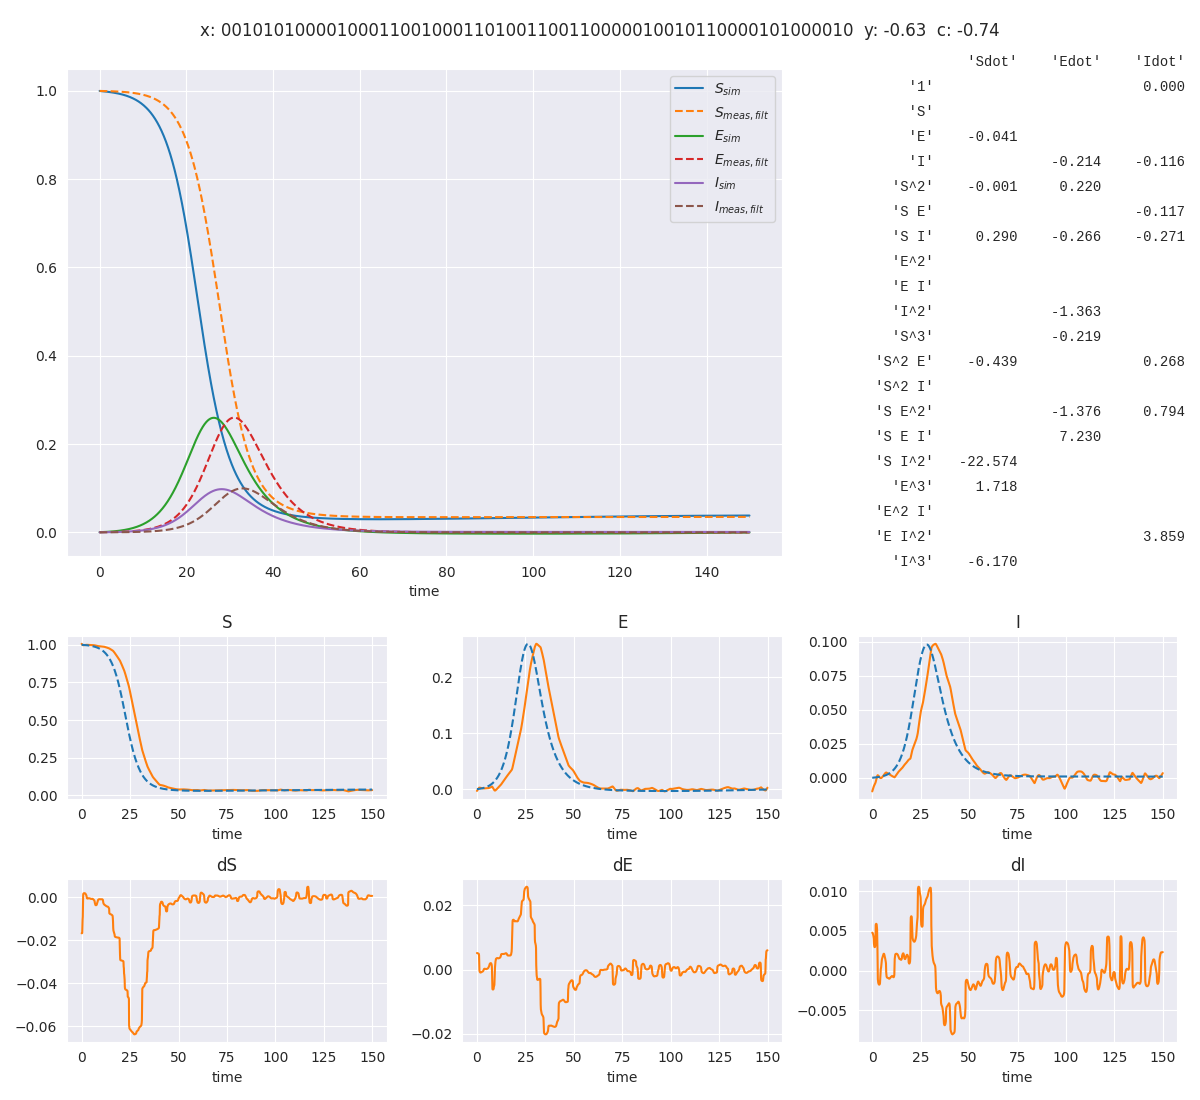 x: 001010100001000110010001101001100110000010010110000101000010 y: -0.63 c: -0.74
1.0
0.8
0.6
0.4
0.2
0.0
0 20 40 60 80 100 120 140
time
S_sim
S_meas,filt
E_sim
E_meas,filt
I_sim
I_meas,filt
'Sdot' 'Edot' 'Idot'
'1' 0.000
'S'
'E' -0.041
'I' -0.214 -0.116
'S^2' -0.001 0.220
'S E' -0.117
'S I' 0.290 -0.266 -0.271
'E^2'
'E I'
'I^2' -1.363
'S^3' -0.219
'S^2 E' -0.439 0.268
'S^2 I'
'S E^2' -1.376 0.794
'S E I' 7.230
'S I^2' -22.574
'E^3' 1.718
'E^2 I'
'E I^2' 3.859
'I^3' -6.170
S
1.00
0.75
0.50
0.25
0.00
0 25 50 75 100 125 150
time
E
0.2
0.1
0.0
0 25 50 75 100 125 150
time
I
0.100
0.075
0.050
0.025
0.000
0 25 50 75 100 125 150
time
dS
0.00
−0.02
−0.04
−0.06
0 25 50 75 100 125 150
time
dE
0.02
0.00
−0.02
0 25 50 75 100 125 150
time
dI
0.010
0.005
0.000
−0.005
0 25 50 75 100 125 150
time